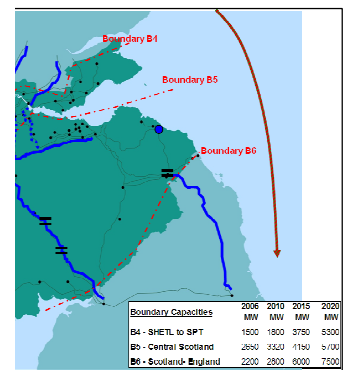 Boundary B4
Boundary B5
Boundary B6
Boundary Capacities 2006 2010 2015 2020
MW MW MW MW
B4 - SHETL to SPT 1500 1800 3750 5300
B5 - Central Scotland 2650 3320 4150 5700
B6 - Scotland- England 2200 2800 6000 7500